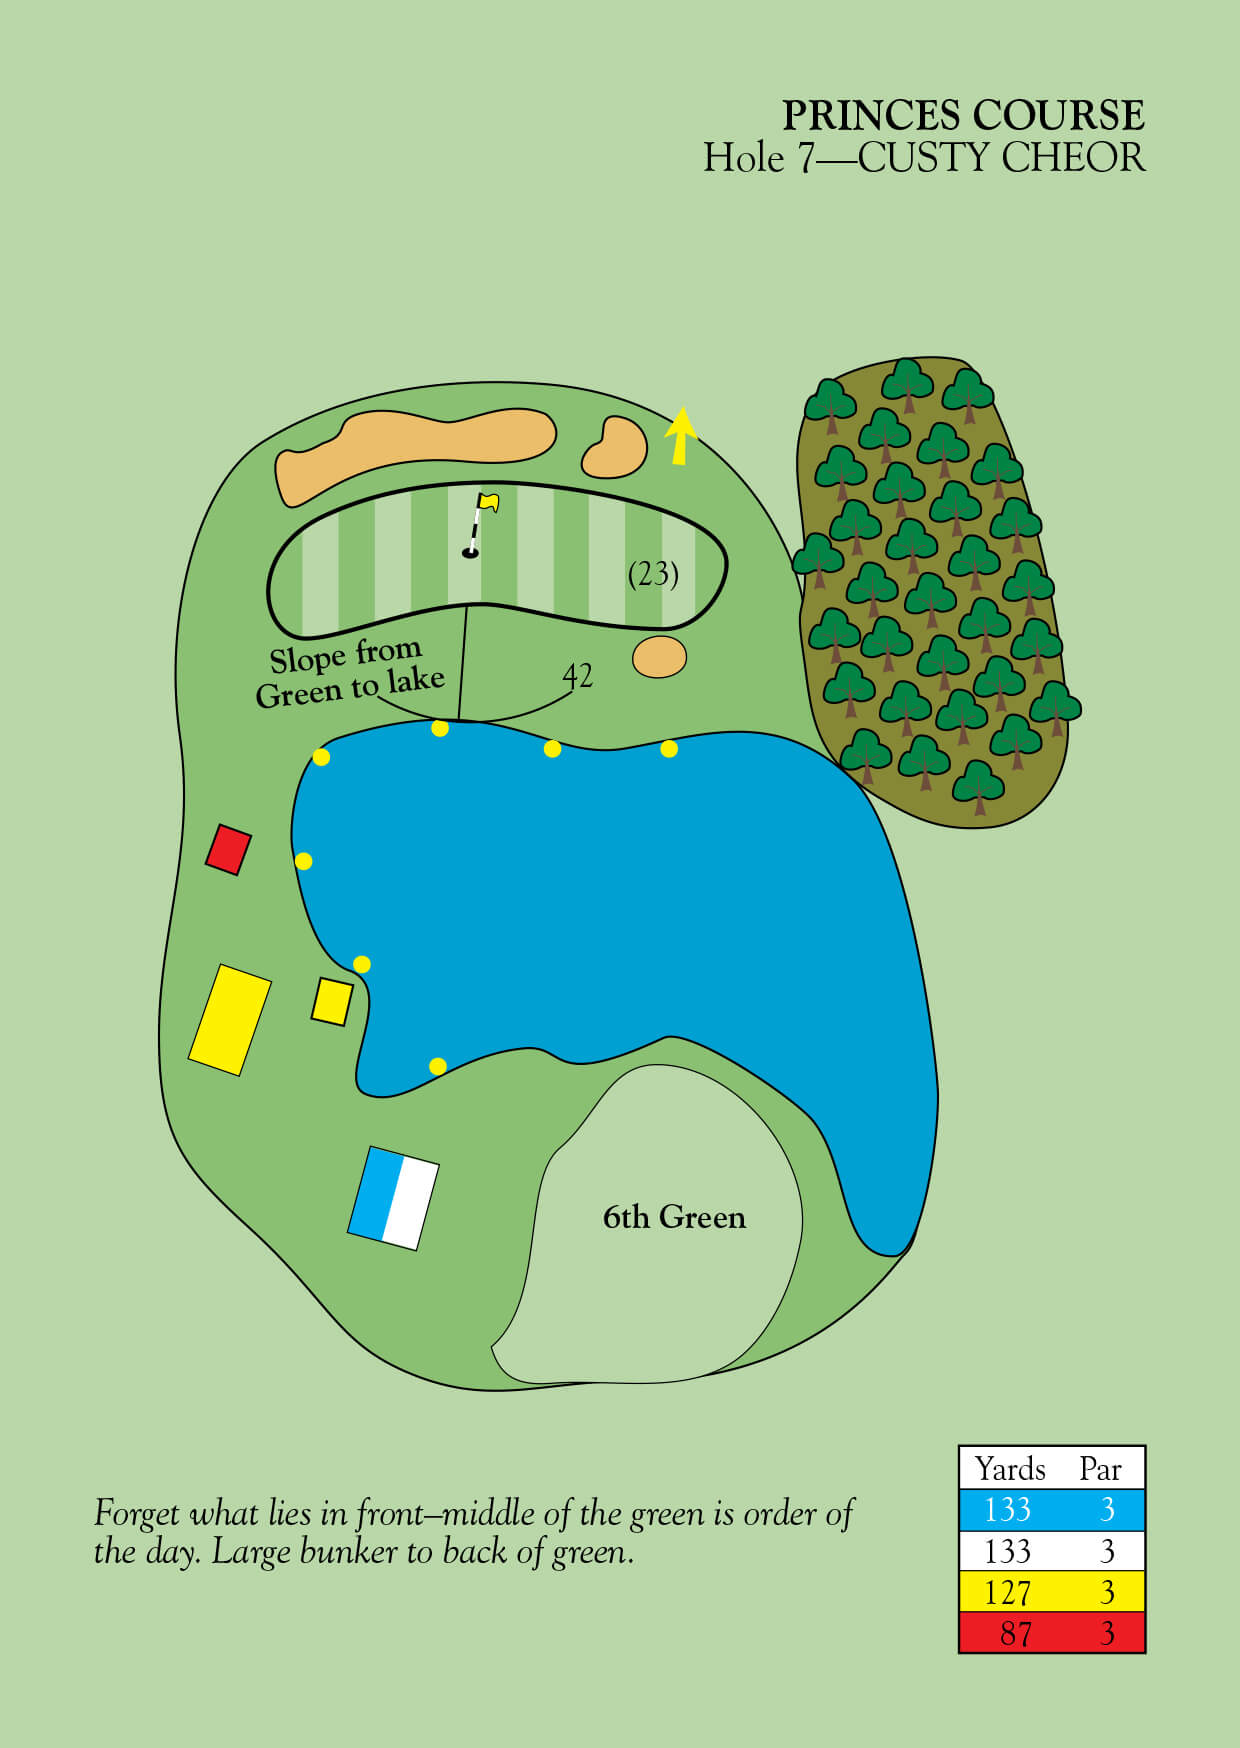 PRINCES COURSE
Hole 7—CUSTY CHEOR
(23)
Slope from
Green to lake
42
6th Green
Forget what lies in front–middle of the green is order of
the day. Large bunker to back of green.
Yards Par
133 3
133 3
127 3
87 3